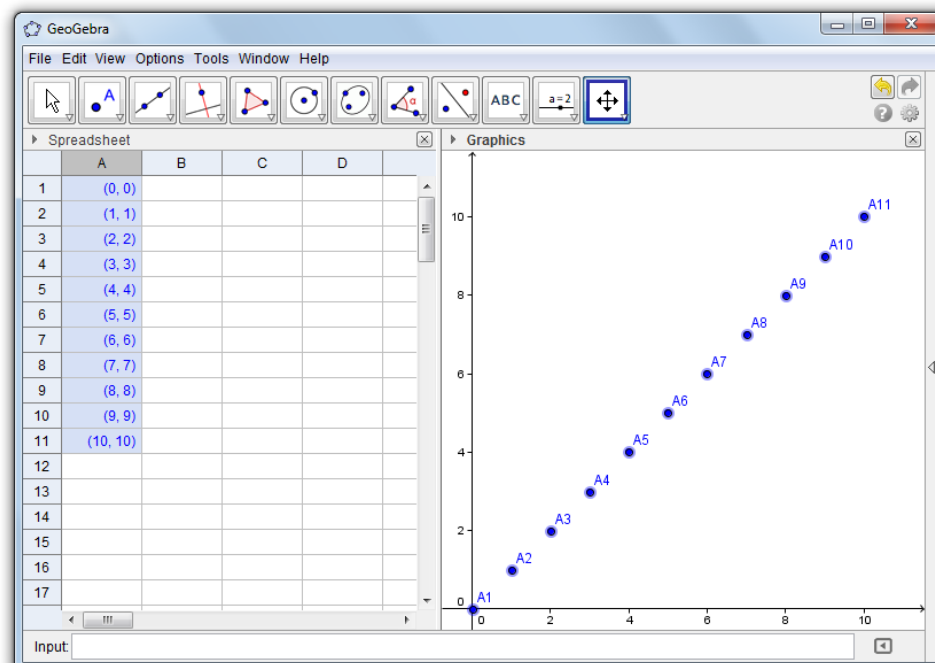 GeoGebra
File Edit View Options Tools Window Help
A
α
ABC
a=2
Spreadsheet
Graphics
A B C D
1 (0, 0)
2 (1, 1)
3 (2, 2)
4 (3, 3)
5 (4, 4)
6 (5, 5)
7 (6, 6)
8 (7, 7)
9 (8, 8)
10 (9, 9)
11 (10, 10)
12
13
14
15
16
17
10
8
6
4
2
0
A11
A10
A9
A8
A7
A6
A5
A4
A3
A2
A1
0 2 4 6 8 10
Input: